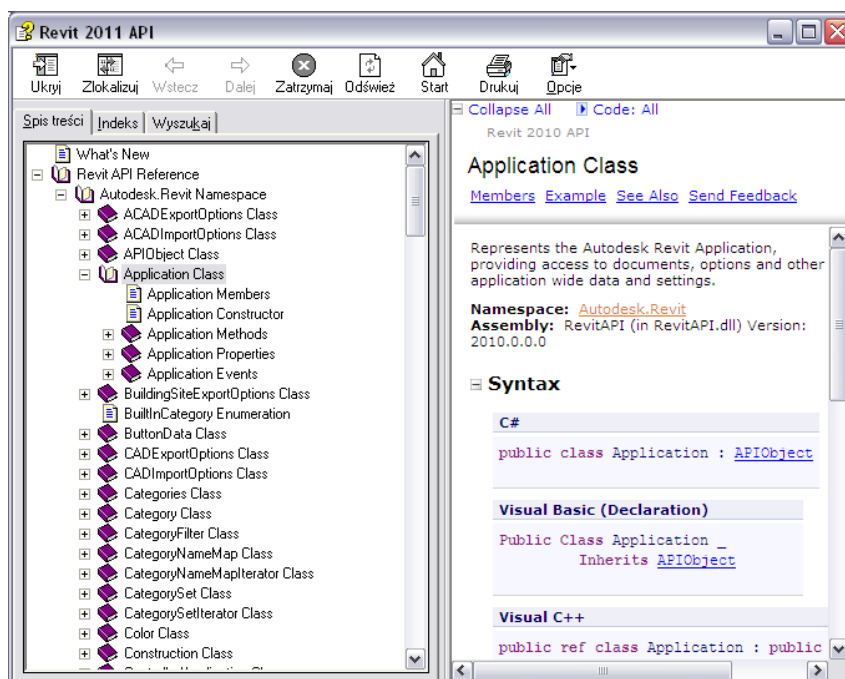 Revit 2011 API
Ukryj Zlokalizuj Wstecz Dalej Zatrzymaj Odśwież Start Drukuj Opcje
Spis treści Indeks Wyszukaj
What's New
Revit API Reference
Autodesk.Revit Namespace
ACADExportOptions Class
ACADImportOptions Class
APIObject Class
Application Class
Application Members
Application Constructor
Application Methods
Application Properties
Application Events
BuildingSiteExportOptions Class
BuiltInCategory Enumeration
ButtonData Class
CADExportOptions Class
CADImportOptions Class
Categories Class
Category Class
CategoryFilter Class
CategoryNameMap Class
CategoryNameMapIterator Class
CategorySet Class
CategorySetIterator Class
Color Class
Construction Class
Collapse All Code: All
Revit 2010 API
Application Class
Members Example See Also Send Feedback
Represents the Autodesk Revit Application,
providing access to documents, options and other
application wide data and settings.
Namespace: Autodesk.Revit
Assembly: RevitAPI (in RevitAPI.dll) Version:
2010.0.0.0
Syntax
C#
public class Application : APIObject
Visual Basic (Declaration)
Public Class Application _
Inherits APIObject
Visual C++
public ref class Application : public